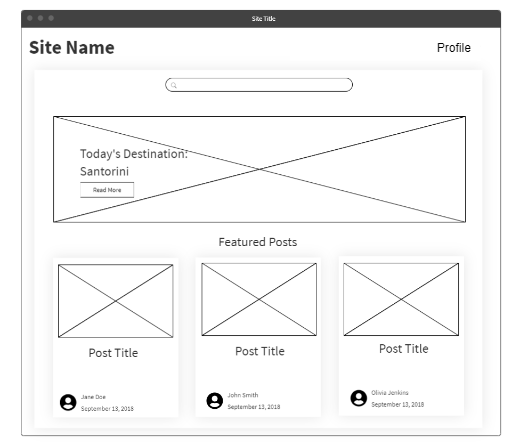 Site Title
Site Name
Profile
Today's Destination:
Santorini
Read More
Featured Posts
Post Title
Jane Doe
September 13, 2018
Post Title
John Smith
September 13, 2018
Post Title
Olivia Jenkins
September 13, 2018